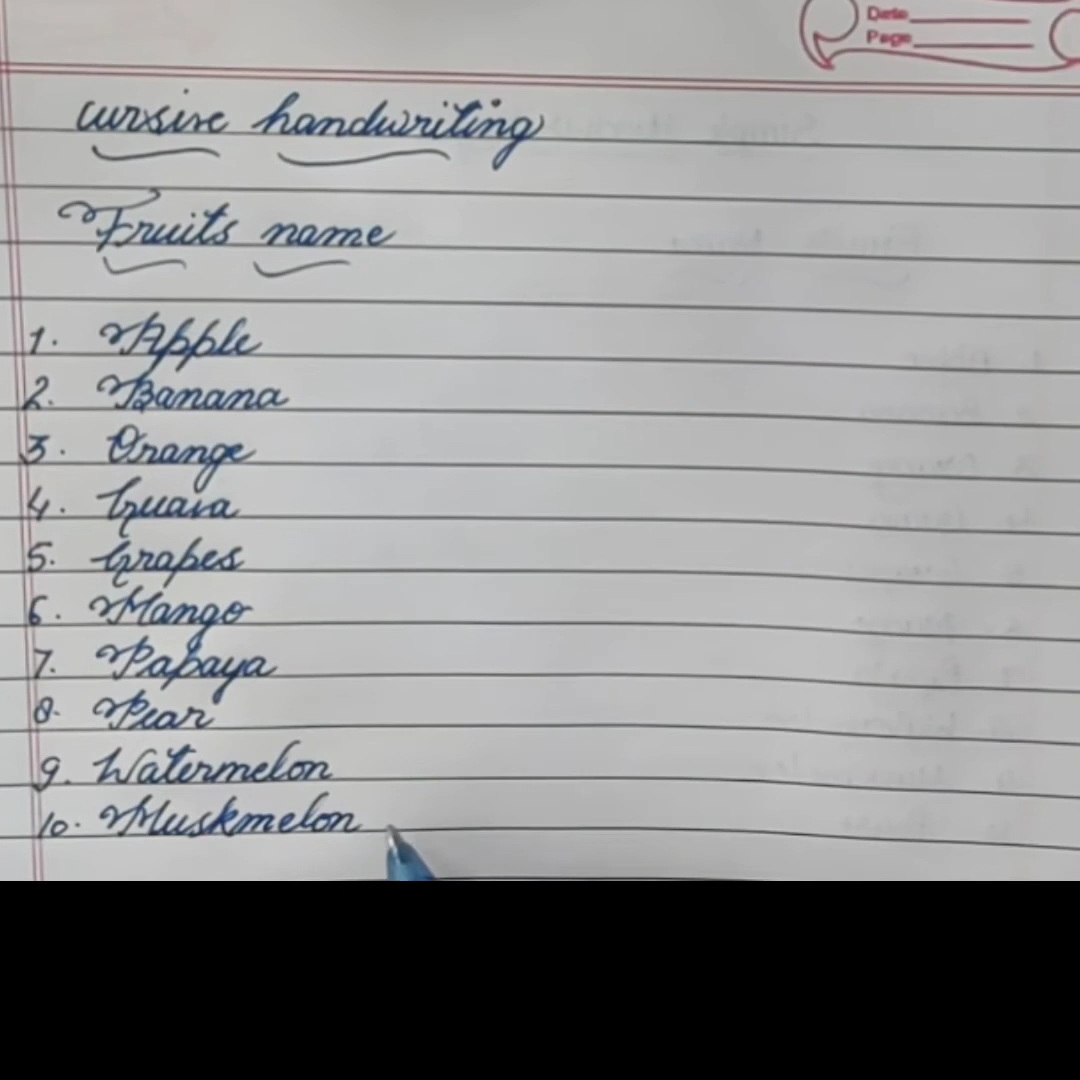 Date
Page
cursive handwriting
Fruits name
1. Apple
2. Banana
3. Orange
4. Guava
5. Grapes
6. Mango
7. Papaya
8. Pear
9. Watermelon
10. Muskmelon